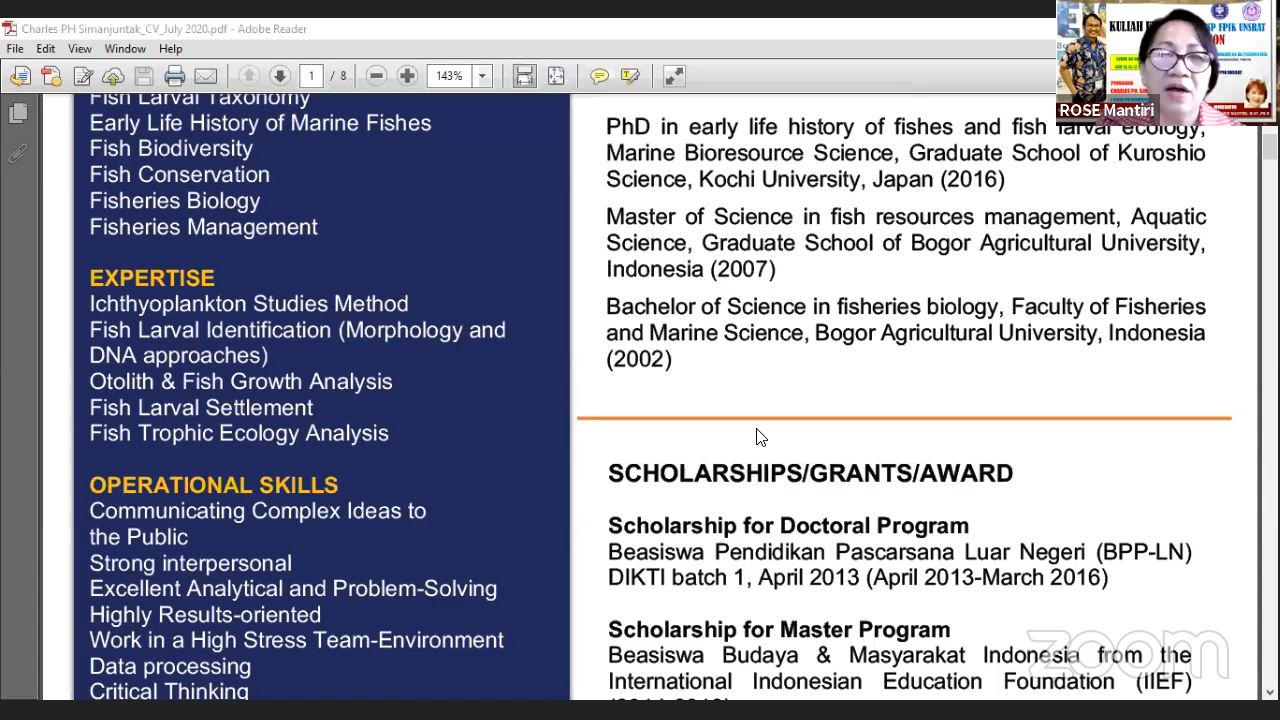 Charles PH Simanjuntak_CV_July 2020.pdf - Adobe Reader
File Edit View Window Help
1 / 8 143%
Fish Larval Taxonomy
Early Life History of Marine Fishes
Fish Biodiversity
Fish Conservation
Fisheries Biology
Fisheries Management
EXPERTISE
Ichthyoplankton Studies Method
Fish Larval Identification (Morphology and
DNA approaches)
Otolith & Fish Growth Analysis
Fish Larval Settlement
Fish Trophic Ecology Analysis
OPERATIONAL SKILLS
Communicating Complex Ideas to
the Public
Strong interpersonal
Excellent Analytical and Problem-Solving
Highly Results-oriented
Work in a High Stress Team-Environment
Data processing
Critical Thinking
PhD in early life history of fishes and fish larval ecology,
Marine Bioresource Science, Graduate School of Kuroshio
Science, Kochi University, Japan (2016)
Master of Science in fish resources management, Aquatic
Science, Graduate School of Bogor Agricultural University,
Indonesia (2007)
Bachelor of Science in fisheries biology, Faculty of Fisheries
and Marine Science, Bogor Agricultural University, Indonesia
(2002)
SCHOLARSHIPS/GRANTS/AWARD
Scholarship for Doctoral Program
Beasiswa Pendidikan Pascarsana Luar Negeri (BPP-LN)
DIKTI batch 1, April 2013 (April 2013-March 2016)
Scholarship for Master Program
Beasiswa Budaya & Masyarakat Indonesia from the
International Indonesian Education Foundation (IIEF)
KULIAH
SP FPIK UNSRAT
ROSE Mantiri
zoom